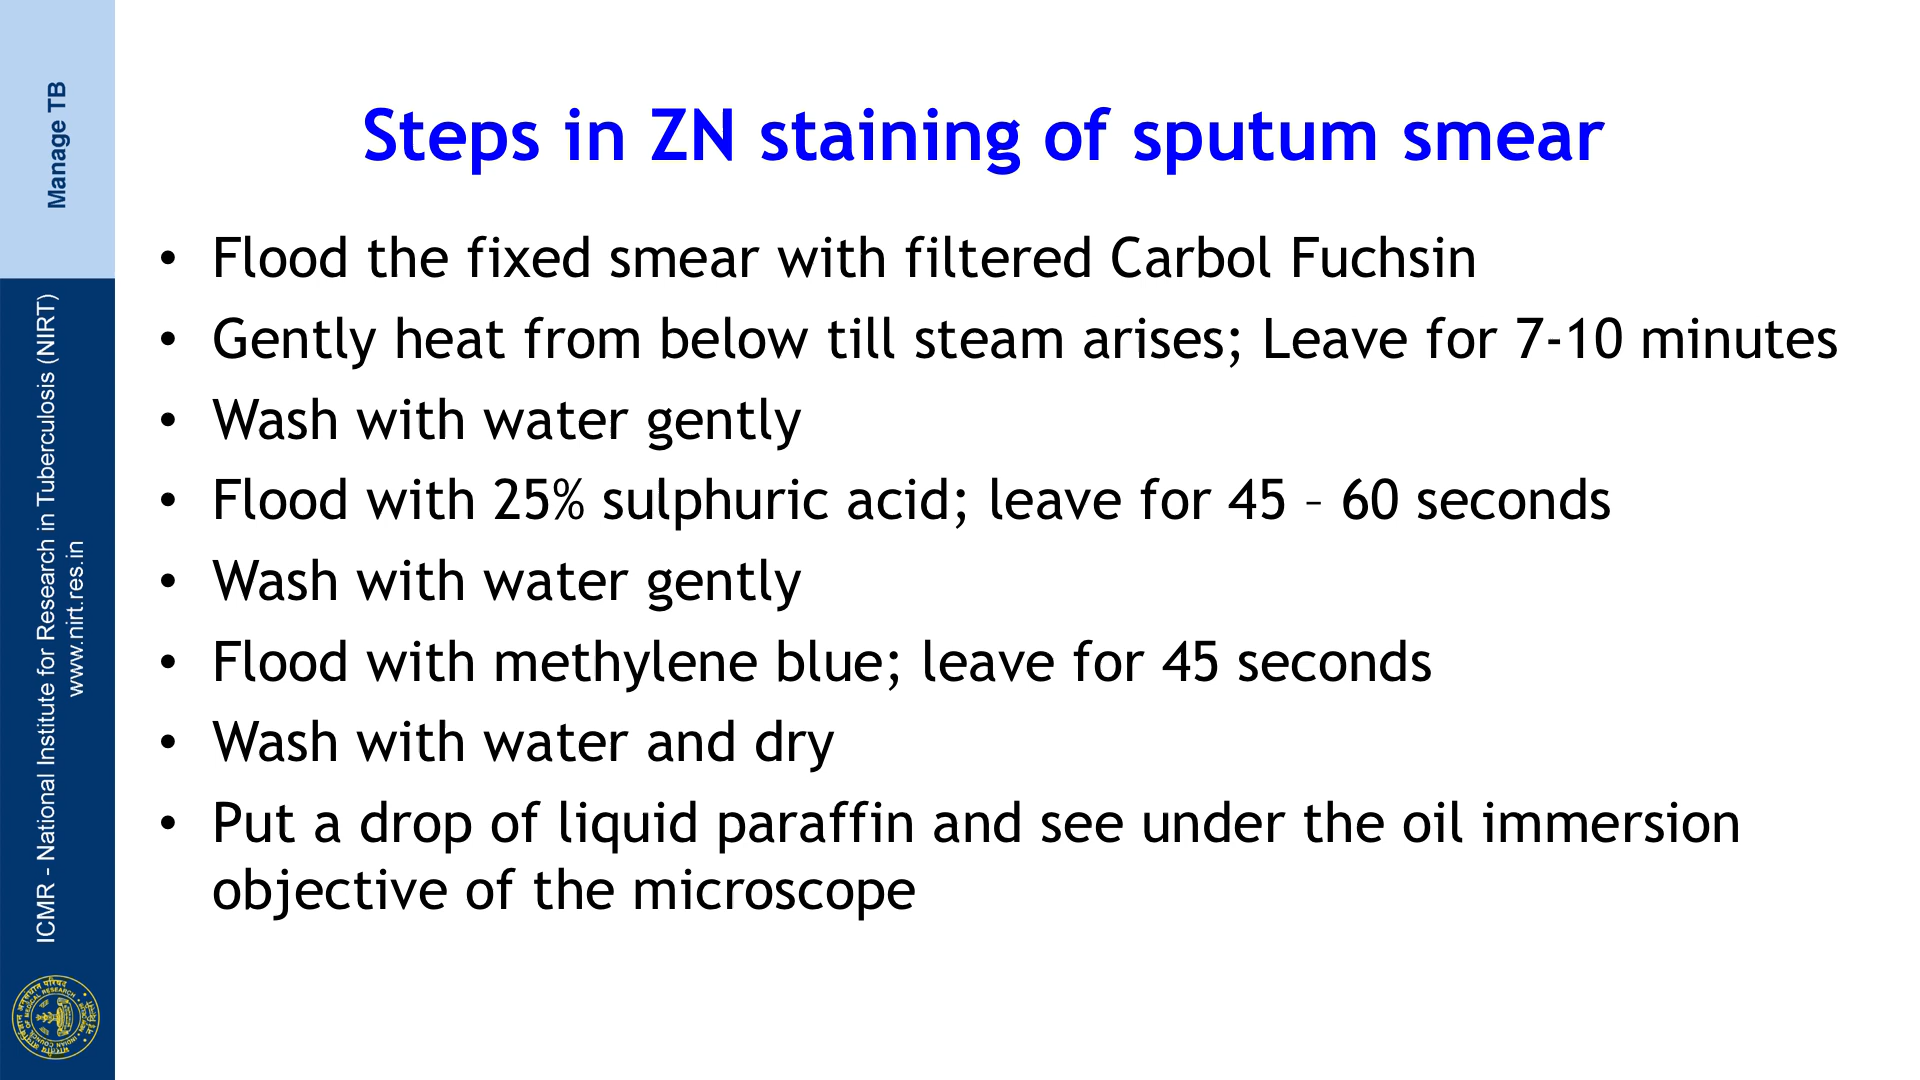 Manage TB
ICMR - National Institute for Research in Tuberculosis (NIRT)
www.nirt.res.in
Steps in ZN staining of sputum smear
• Flood the fixed smear with filtered Carbol Fuchsin
• Gently heat from below till steam arises; Leave for 7-10 minutes
• Wash with water gently
• Flood with 25% sulphuric acid; leave for 45 – 60 seconds
• Wash with water gently
• Flood with methylene blue; leave for 45 seconds
• Wash with water and dry
• Put a drop of liquid paraffin and see under the oil immersion
objective of the microscope